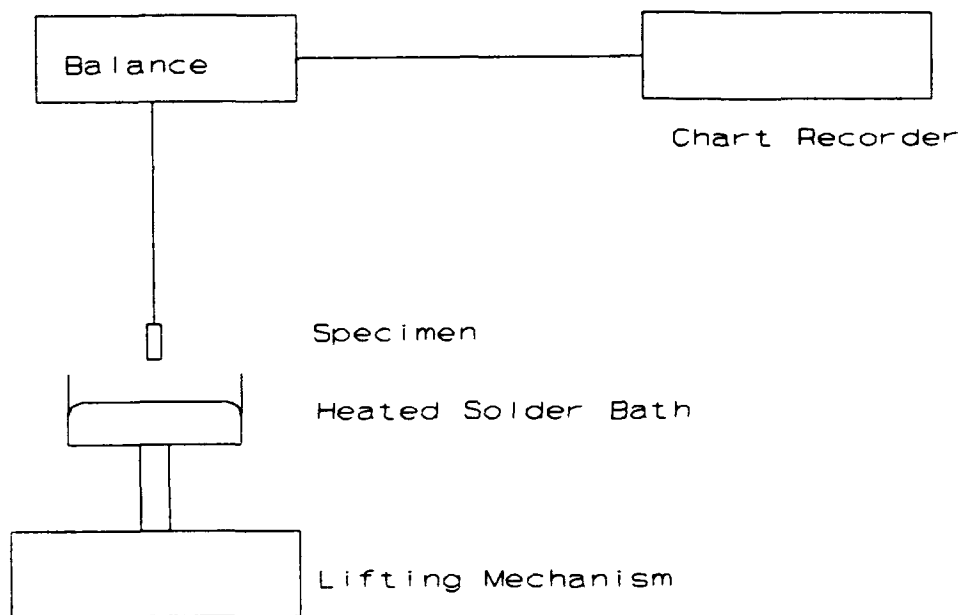 Balance
Chart Recorder
Specimen
Heated Solder Bath
Lifting Mechanism